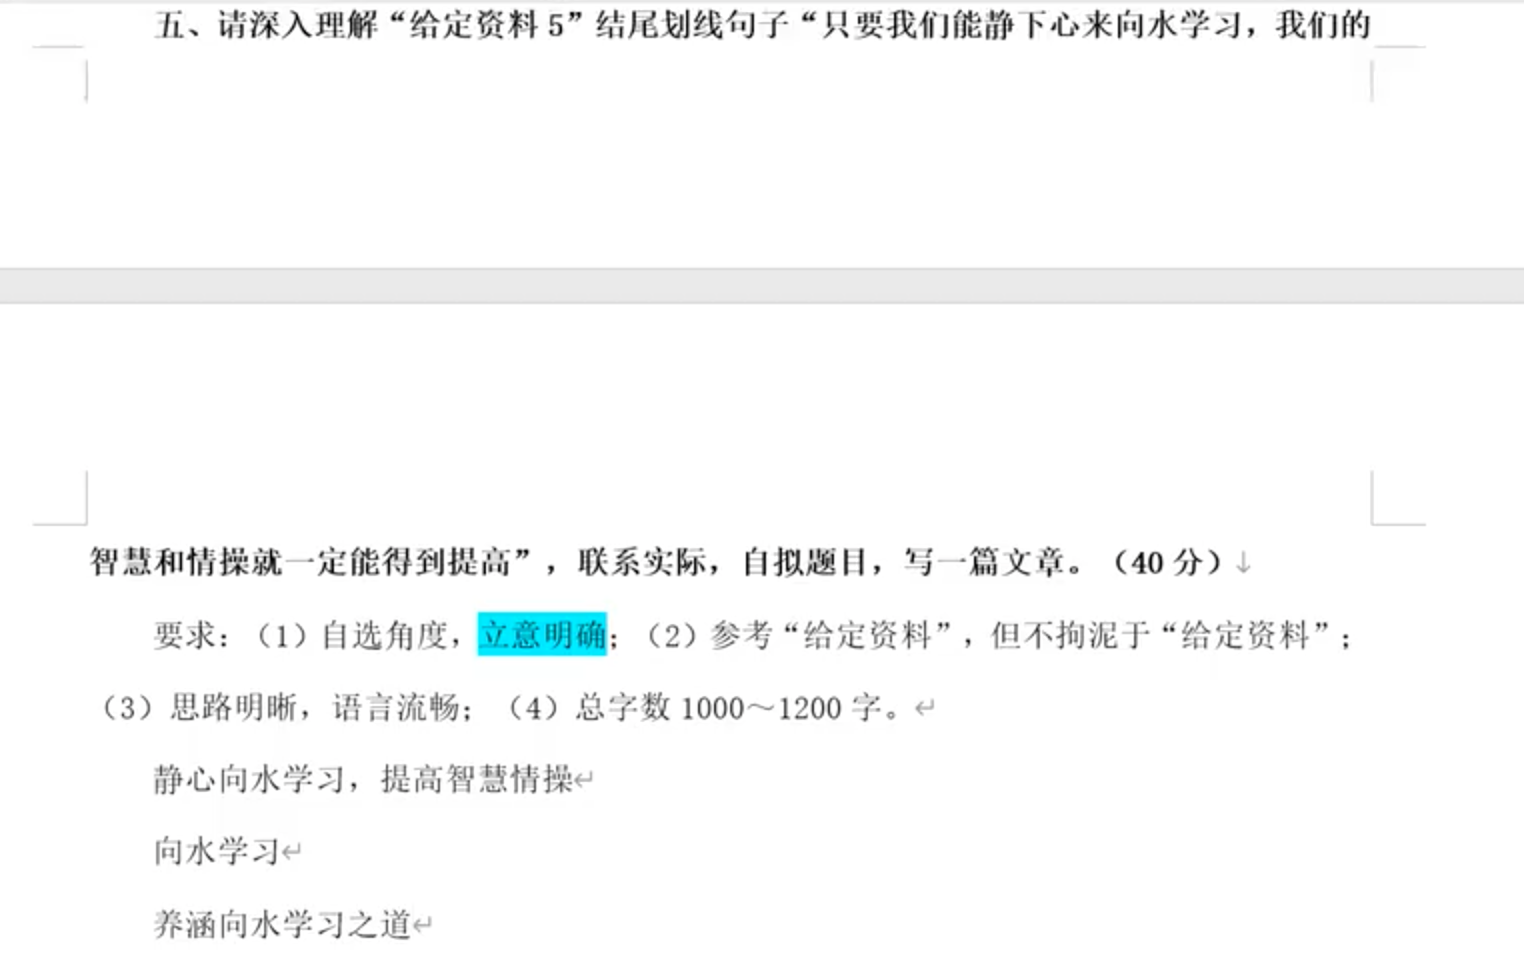 五、请深入理解“给定资料 5”结尾划线句子“只要我们能静下心来向水学习，我们的
智慧和情操就一定能得到提高”，联系实际，自拟题目，写一篇文章。（40 分）↓
要求：（1）自选角度，立意明确；（2）参考“给定资料”，但不拘泥于“给定资料”；
（3）思路明晰，语言流畅；（4）总字数 1000～1200 字。↵
静心向水学习，提高智慧情操↵
向水学习↵
养涵向水学习之道↵